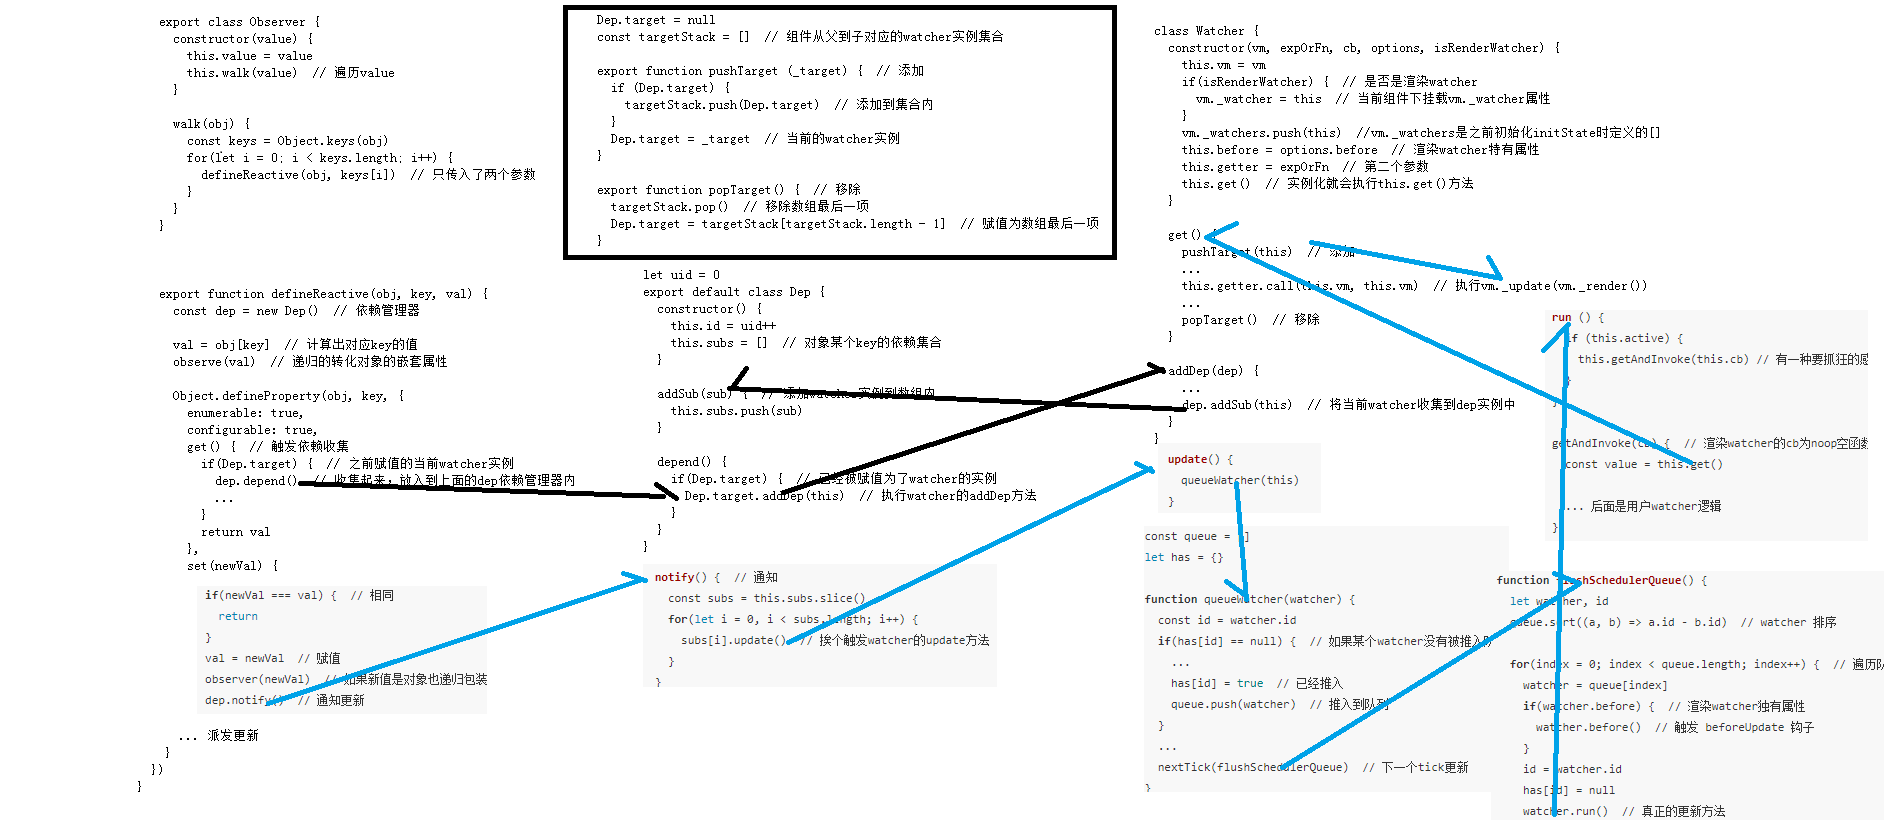 export class Observer {
constructor(value) {
this.value = value
this.walk(value)  // 遍历value
}
walk(obj) {
const keys = Object.keys(obj)
for(let i = 0; i < keys.length; i++) {
defineReactive(obj, keys[i])  // 只传入了两个参数
}
}
}
export function defineReactive(obj, key, val) {
const dep = new Dep()  // 依赖管理器
val = obj[key]  // 计算出对应key的值
observe(val)  // 递归的转化对象的嵌套属性
Object.defineProperty(obj, key, {
enumerable: true,
configurable: true,
get() {  // 触发依赖收集
if(Dep.target) {  // 之前赋值的当前watcher实例
dep.depend()  // 收集起来，放入到上面的dep依赖管理器内
...
}
return val
},
set(newVal) {
if(newVal === val) {  // 相同
return
}
val = newVal  // 赋值
observer(newVal)  // 如果新值是对象也递归包装
dep.notify()  // 通知更新
... 派发更新
}
})
}
Dep.target = null
const targetStack = []  // 组件从父到子对应的watcher实例集合
export function pushTarget (_target) {  // 添加
if (Dep.target) {
targetStack.push(Dep.target)  // 添加到集合内
}
Dep.target = _target  // 当前的watcher实例
}
export function popTarget() {  // 移除
targetStack.pop()  // 移除数组最后一项
Dep.target = targetStack[targetStack.length - 1]  // 赋值为数组最后一项
}
let uid = 0
export default class Dep {
constructor() {
this.id = uid++
this.subs = []  // 对象某个key的依赖集合
}
addSub(sub) {  // 添加watcher实例到数组内
this.subs.push(sub)
}
depend() {
if(Dep.target) {  // 已经被赋值为了watcher的实例
Dep.target.addDep(this)  // 执行watcher的addDep方法
}
}
}
notify() {  // 通知
const subs = this.subs.slice()
for(let i = 0, i < subs.length; i++) {
subs[i].update()  // 挨个触发watcher的update方法
}
}
class Watcher {
constructor(vm, expOrFn, cb, options, isRenderWatcher) {
this.vm = vm
if(isRenderWatcher) {  // 是否是渲染watcher
vm._watcher = this  // 当前组件下挂载vm._watcher属性
}
vm._watchers.push(this)  //vm._watchers是之前初始化initState时定义的[]
this.before = options.before  // 渲染watcher特有属性
this.getter = expOrFn  // 第二个参数
this.get()  // 实例化就会执行this.get()方法
}
get() {
pushTarget(this)  // 添加
...
this.getter.call(this.vm, this.vm)  // 执行vm._update(vm._render())
...
popTarget()  // 移除
}
addDep(dep) {
...
dep.addSub(this)  // 将当前watcher收集到dep实例中
}
}
update() {
queueWatcher(this)
}
const queue = []
let has = {}
function queueWatcher(watcher) {
const id = watcher.id
if(has[id] == null) {  // 如果某个watcher没有被推入队
...
has[id] = true  // 已经推入
queue.push(watcher)  // 推入到队列
}
...
nextTick(flushSchedulerQueue)  // 下一个tick更新
}
run () {
if (this.active) {
this.getAndInvoke(this.cb) // 有一种要抓狂的感
}
}
getAndInvoke(cb) {  // 渲染watcher的cb为noop空函数
const value = this.get()
... 后面是用户watcher逻辑
}
function flushSchedulerQueue() {
let watcher, id
queue.sort((a, b) => a.id - b.id)  // watcher 排序
for(index = 0; index < queue.length; index++) {  // 遍历队
watcher = queue[index]
if(watcher.before) {  // 渲染watcher独有属性
watcher.before()  // 触发 beforeUpdate 钩子
}
id = watcher.id
has[id] = null
watcher.run()  // 真正的更新方法